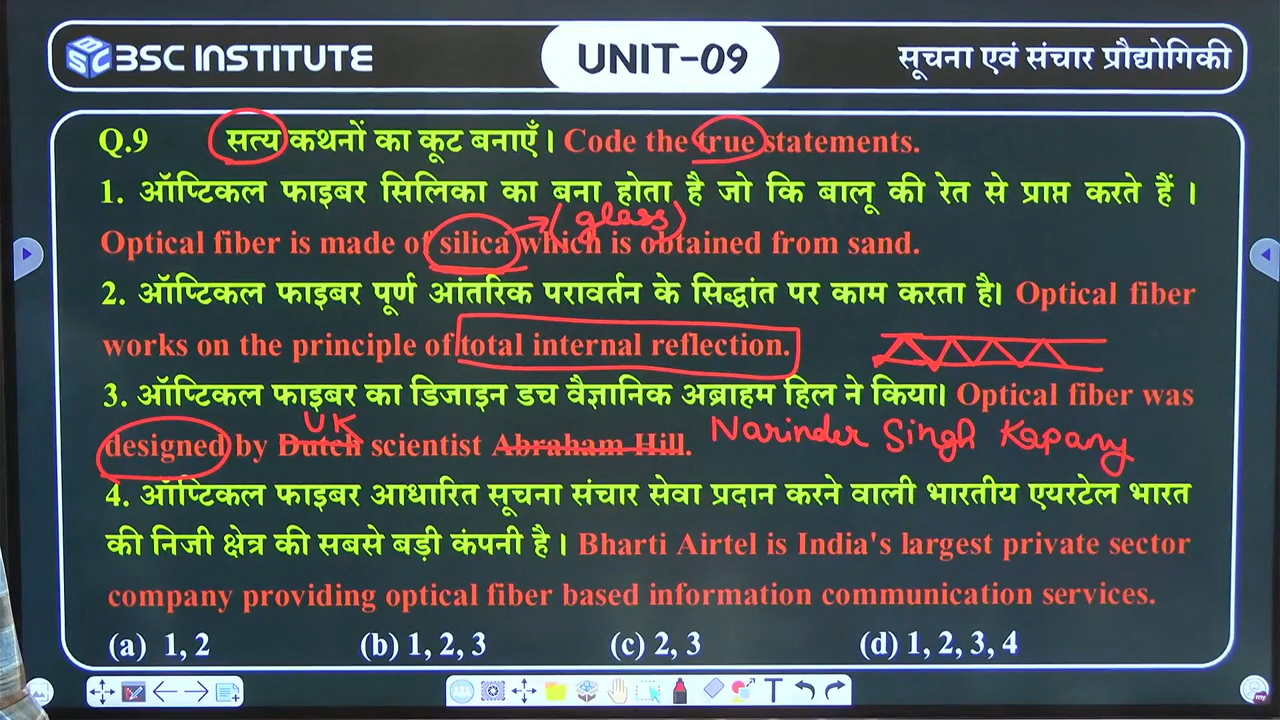 BSC INSTITUTE
UNIT-09
सूचना एवं संचार प्रौद्योगिकी
Q.9 सत्य कथनों का कूट बनाएँ। Code the true statements.
1. ऑप्टिकल फाइबर सिलिका का बना होता है जो कि बालू की रेत से प्राप्त करते हैं ।
(glass)
Optical fiber is made of silica which is obtained from sand.
2. ऑप्टिकल फाइबर पूर्ण आंतरिक परावर्तन के सिद्धांत पर काम करता है। Optical fiber
works on the principle of total internal reflection.
3. ऑप्टिकल फाइबर का डिजाइन डच वैज्ञानिक अब्राहम हिल ने किया। Optical fiber was
UK
designed by Dutch scientist Abraham Hill. Narinder Singh Kapany
4. ऑप्टिकल फाइबर आधारित सूचना संचार सेवा प्रदान करने वाली भारतीय एयरटेल भारत
की निजी क्षेत्र की सबसे बड़ी कंपनी है। Bharti Airtel is India's largest private sector
company providing optical fiber based information communication services.
(a) 1, 2 (b) 1, 2, 3 (c) 2, 3 (d) 1, 2, 3, 4